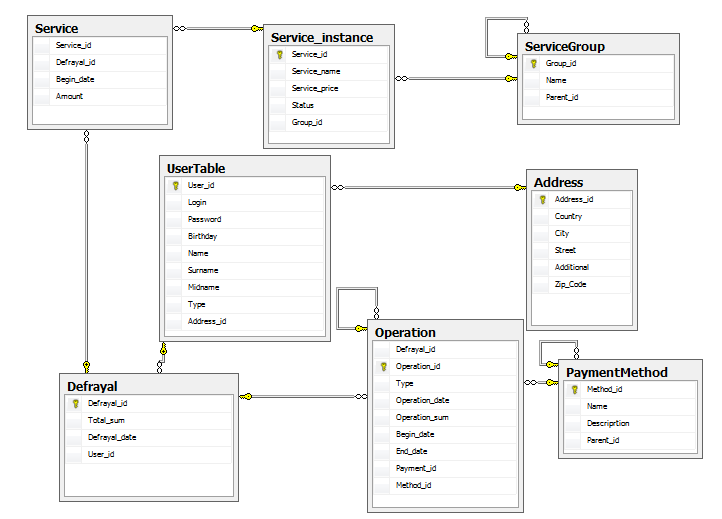 Service
Service_id
Defrayal_id
Begin_date
Amount
Service_instance
Service_id
Service_name
Service_price
Status
Group_id
ServiceGroup
Group_id
Name
Parent_id
UserTable
User_id
Login
Password
Birthday
Name
Surname
Midname
Type
Address_id
Address
Address_id
Country
City
Street
Additional
Zip_Code
Defrayal
Defrayal_id
Total_sum
Defrayal_date
User_id
Operation
Defrayal_id
Operation_id
Type
Operation_date
Operation_sum
Begin_date
End_date
Payment_id
Method_id
PaymentMethod
Method_id
Name
Descriprtion
Parent_id